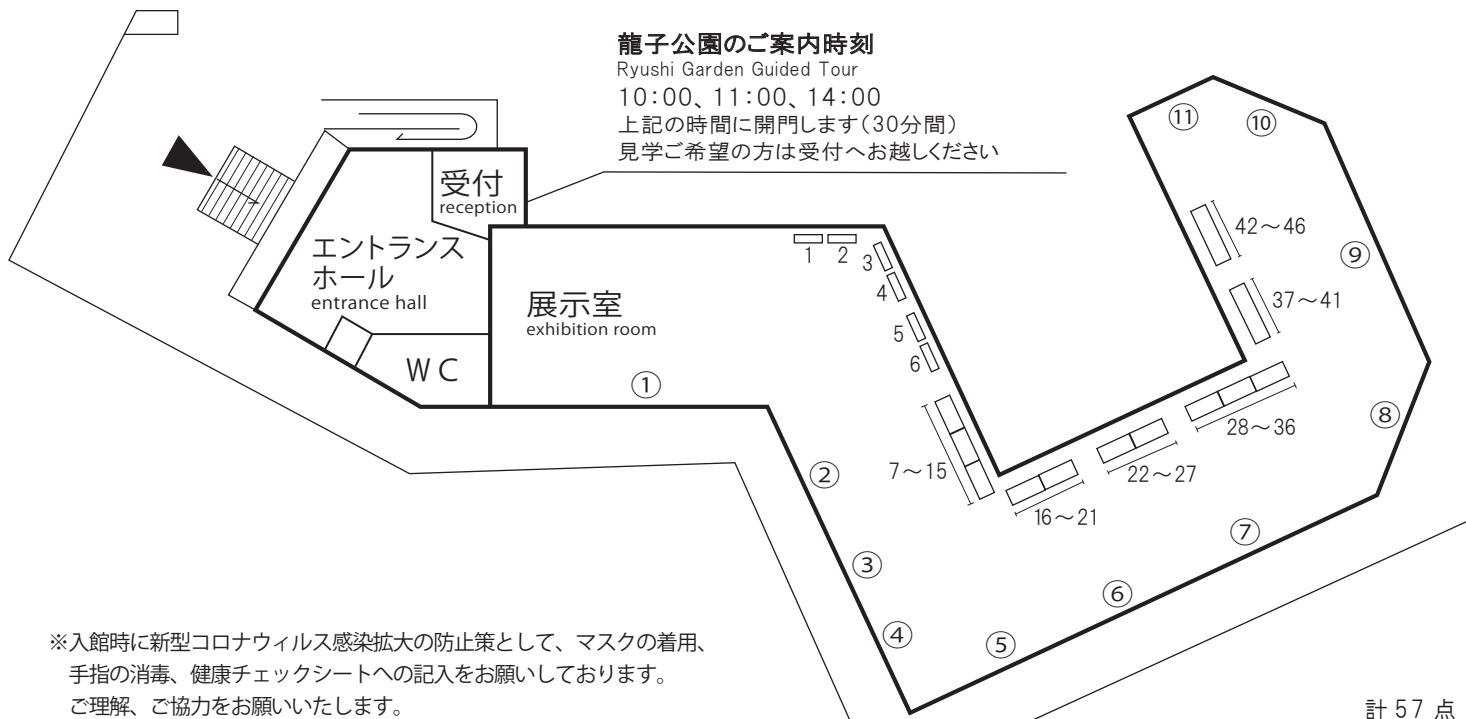 龍子公園のご案内時刻
Ryushi Garden Guided Tour
10:00、11:00、14:00
上記の時間に開門します（30分間）
見学ご希望の方は受付へお越しください
受付
reception
エントランス
ホール
entrance hall
WC
展示室
exhibition room
1
2
3
4
5
6
7～15
16～21
22～27
28～36
37～41
42～46
①
②
③
④
⑤
⑥
⑦
⑧
⑨
⑩
⑪
※入館時に新型コロナウィルス感染拡大の防止策として、マスクの着用、
手指の消毒、健康チェックシートへの記入をお願いしております。
ご理解、ご協力をお願いいたします。
計57点